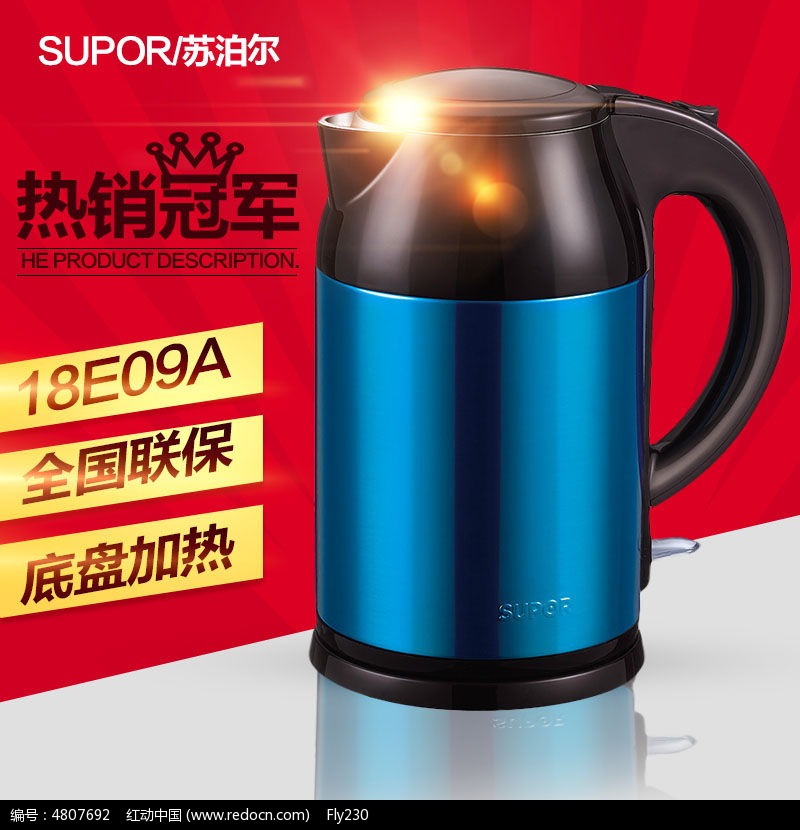 SUPOR/苏泊尔
热销冠军
HE PRODUCT DESCRIPTION.
18E09A
全国联保
底盘加热
SUPOR
编号：4807692 红动中国 (www.redocn.com) Fly230